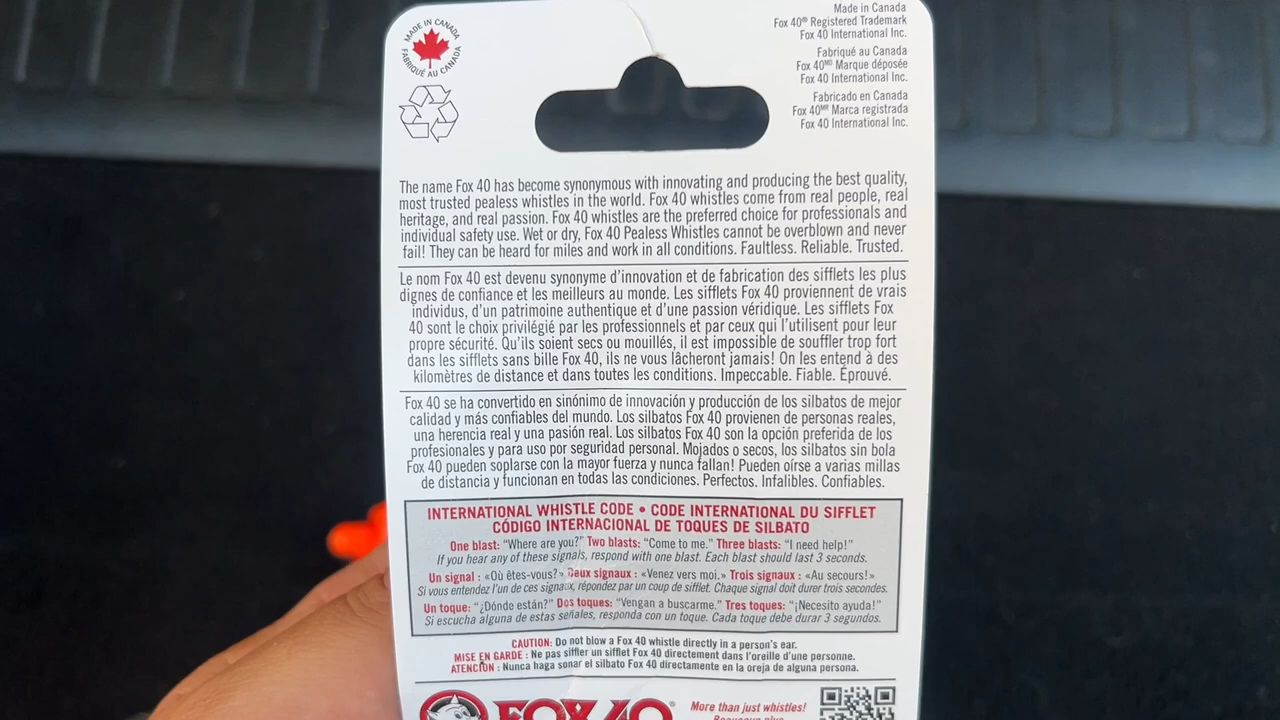 MADE IN CANADA
FABRIQUÉ AU CANADA
Made in Canada
Fox 40® Registered Trademark
Fox 40 International Inc.
Fabriqué au Canada
Fox 40ᴹᴰ Marque déposée
Fox 40 International Inc.
Fabricado en Canada
Fox 40ᴹᴿ Marca registrada
Fox 40 International Inc.
The name Fox 40 has become synonymous with innovating and producing the best quality,
most trusted pealess whistles in the world. Fox 40 whistles come from real people, real
heritage, and real passion. Fox 40 whistles are the preferred choice for professionals and
individual safety use. Wet or dry, Fox 40 Pealess Whistles cannot be overblown and never
fail! They can be heard for miles and work in all conditions. Faultless. Reliable. Trusted.
Le nom Fox 40 est devenu synonyme d'innovation et de fabrication des sifflets les plus
dignes de confiance et les meilleurs au monde. Les sifflets Fox 40 proviennent de vrais
individus, d'un patrimoine authentique et d'une passion véridique. Les sifflets Fox
40 sont le choix privilégié par les professionnels et par ceux qui l'utilisent pour leur
propre sécurité. Qu'ils soient secs ou mouillés, il est impossible de souffler trop fort
dans les sifflets sans bille Fox 40, ils ne vous lâcheront jamais! On les entend à des
kilomètres de distance et dans toutes les conditions. Impeccable. Fiable. Éprouvé.
Fox 40 se ha convertido en sinónimo de innovación y producción de los silbatos de mejor
calidad y más confiables del mundo. Los silbatos Fox 40 provienen de personas reales,
una herencia real y una pasión real. Los silbatos Fox 40 son la opción preferida de los
profesionales y para uso por seguridad personal. Mojados o secos, los silbatos sin bola
Fox 40 pueden soplarse con la mayor fuerza y nunca fallan! Pueden oírse a varias millas
de distancia y funcionan en todas las condiciones. Perfectos. Infalibles. Confiables.
INTERNATIONAL WHISTLE CODE • CODE INTERNATIONAL DU SIFFLET
CÓDIGO INTERNACIONAL DE TOQUES DE SILBATO
One blast: “Where are you?” Two blasts: “Come to me.” Three blasts: “I need help!”
If you hear any of these signals, respond with one blast. Each blast should last 3 seconds.
Un signal : «Où êtes-vous?» Deux signaux : «Venez vers moi.» Trois signaux : «Au secours!»
Si vous entendez l'un de ces signaux, répondez par un coup de sifflet. Chaque signal doit durer trois secondes.
Un toque: “¿Dónde están?” Dos toques: “Vengan a buscarme.” Tres toques: “¡Necesito ayuda!”
Si escucha alguna de estas señales, responda con un toque. Cada toque debe durar 3 segundos.
CAUTION: Do not blow a Fox 40 whistle directly in a person's ear.
MISE EN GARDE : Ne pas siffler un sifflet Fox 40 directement dans l'oreille d'une personne.
ATENCIÓN : Nunca haga sonar el silbato Fox 40 directamente en la oreja de alguna persona.
FOX 40®
More than just whistles!